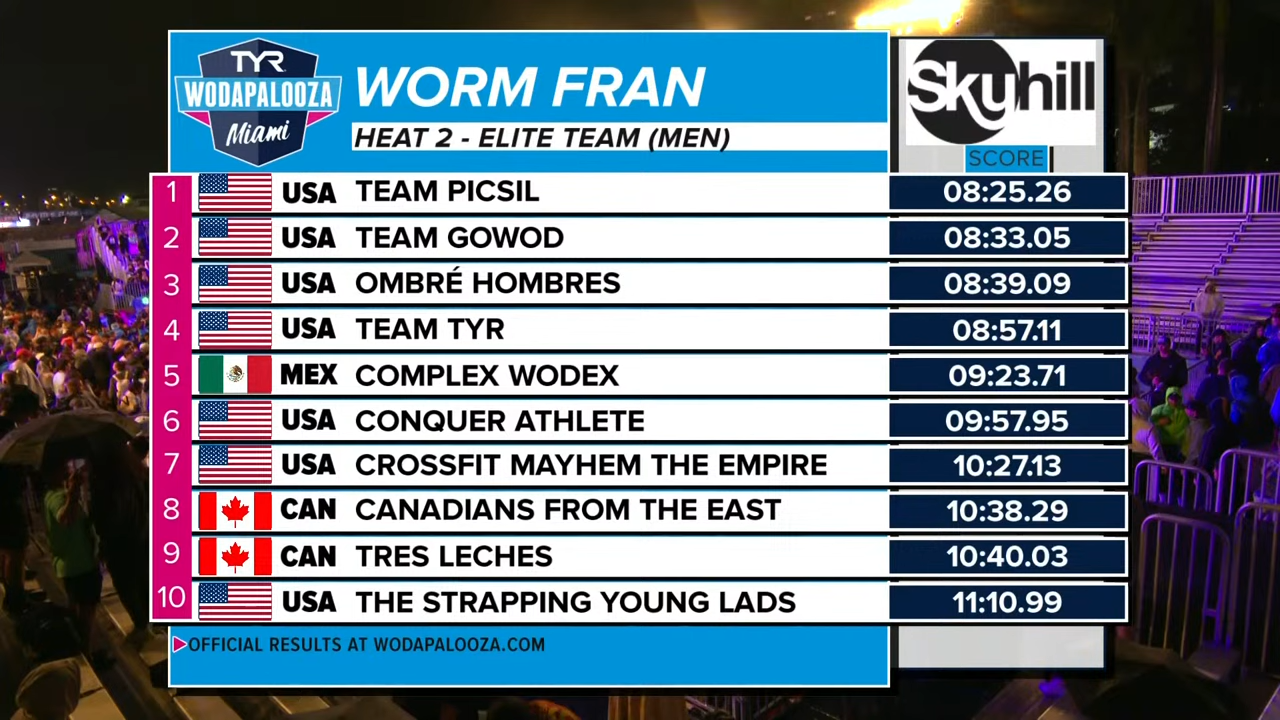 TYR
WODAPALOOZA
Miami
WORM FRAN
HEAT 2 - ELITE TEAM (MEN)
Skyhill
SCORE
1 USA TEAM PICSIL 08:25.26
2 USA TEAM GOWOD 08:33.05
3 USA OMBRÉ HOMBRES 08:39.09
4 USA TEAM TYR 08:57.11
5 MEX COMPLEX WODEX 09:23.71
6 USA CONQUER ATHLETE 09:57.95
7 USA CROSSFIT MAYHEM THE EMPIRE 10:27.13
8 CAN CANADIANS FROM THE EAST 10:38.29
9 CAN TRES LECHES 10:40.03
10 USA THE STRAPPING YOUNG LADS 11:10.99
OFFICIAL RESULTS AT WODAPALOOZA.COM